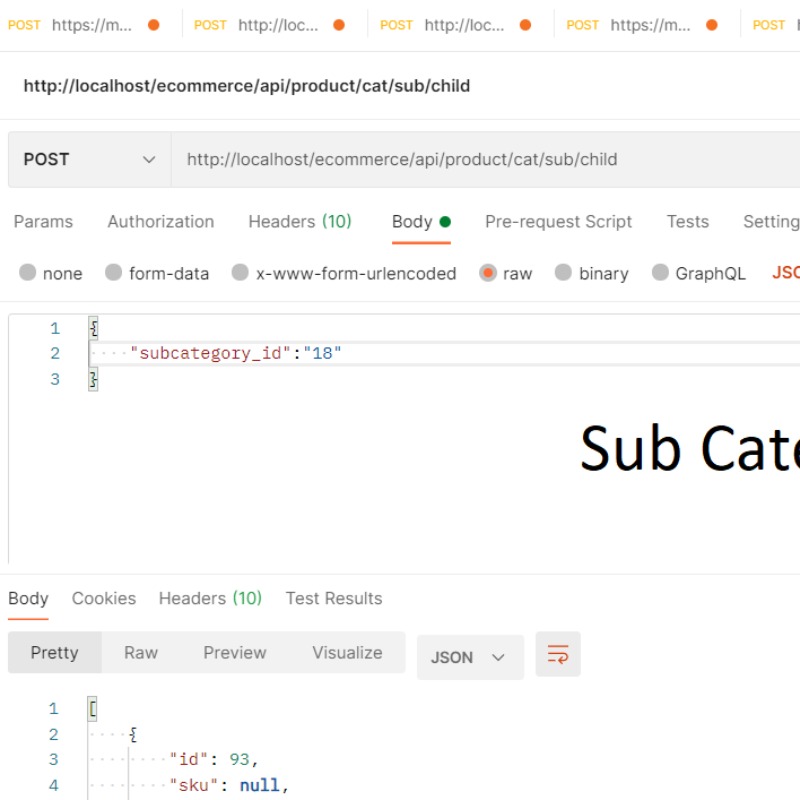 POST https://m... POST http://loc... POST http://loc... POST https://m... POST
http://localhost/ecommerce/api/product/cat/sub/child
POST http://localhost/ecommerce/api/product/cat/sub/child
Params Authorization Headers (10) Body Pre-request Script Tests Setting
none form-data x-www-form-urlencoded raw binary GraphQL
1 {
2 "subcategory_id":"18"
3 }
Sub Cate
Body Cookies Headers (10) Test Results
Pretty Raw Preview Visualize JSON
1 [
2 {
3 "id": 93,
4 "sku": null,